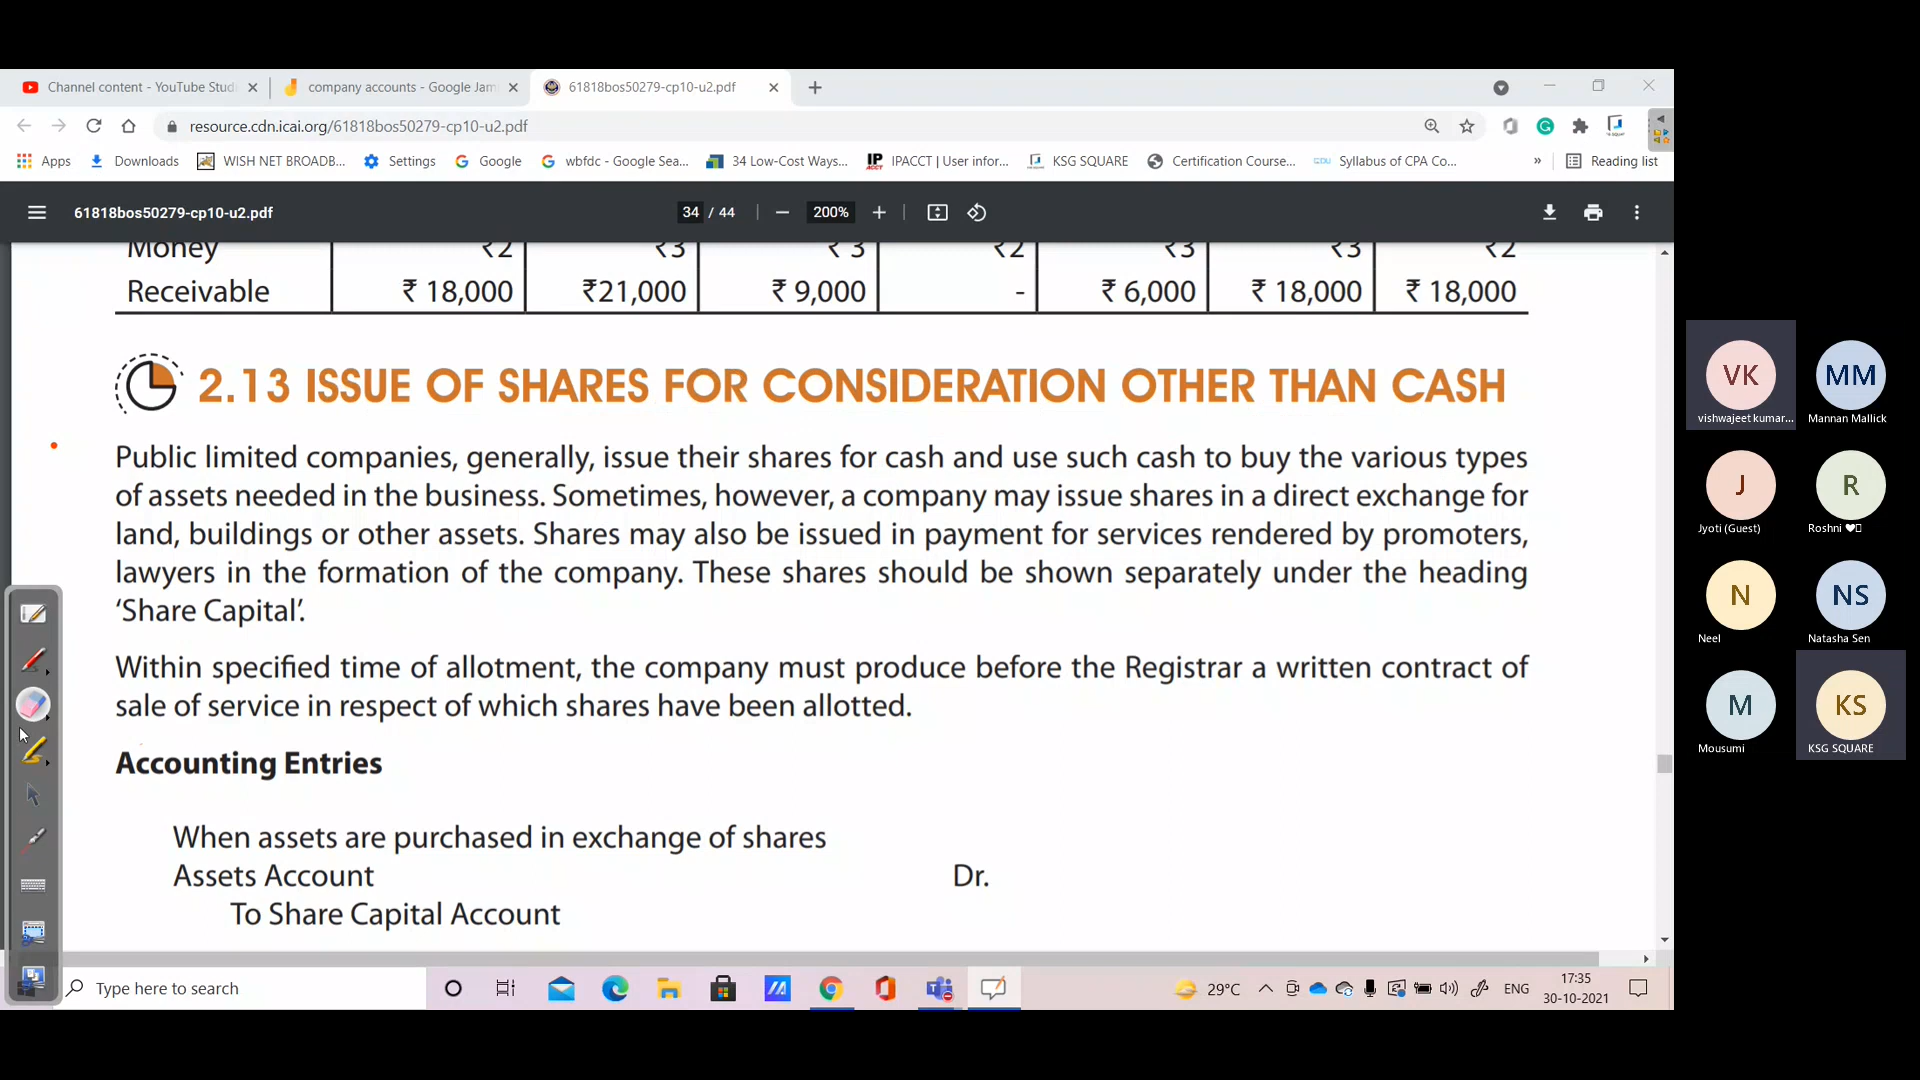 Channel content - YouTube Stud
company accounts - Google Jam
61818bos50279-cp10-u2.pdf
resource.cdn.icai.org/61818bos50279-cp10-u2.pdf
Apps Downloads WISH NET BROADB... Settings Google wbfdc - Google Sea... 34 Low-Cost Ways... IPACCT | User infor... KSG SQUARE Certification Course... Syllabus of CPA Co... » Reading list
61818bos50279-cp10-u2.pdf 34 / 44 200%
Money ₹2 ₹3 ₹ 3 ₹2 ₹3 ₹3 ₹2
Receivable ₹ 18,000 ₹21,000 ₹ 9,000 - ₹ 6,000 ₹ 18,000 ₹ 18,000
2.13 ISSUE OF SHARES FOR CONSIDERATION OTHER THAN CASH
Public limited companies, generally, issue their shares for cash and use such cash to buy the various types
of assets needed in the business. Sometimes, however, a company may issue shares in a direct exchange for
land, buildings or other assets. Shares may also be issued in payment for services rendered by promoters,
lawyers in the formation of the company. These shares should be shown separately under the heading
‘Share Capital’.
Within specified time of allotment, the company must produce before the Registrar a written contract of
sale of service in respect of which shares have been allotted.
Accounting Entries
When assets are purchased in exchange of shares
Assets Account Dr.
To Share Capital Account
Type here to search
29°C
ENG
17:35
30-10-2021
VK
vishwajeet kumar...
MM
Mannan Mallick
J
Jyoti (Guest)
R
Roshni ♥
N
Neel
NS
Natasha Sen
M
Mousumi
KS
KSG SQUARE